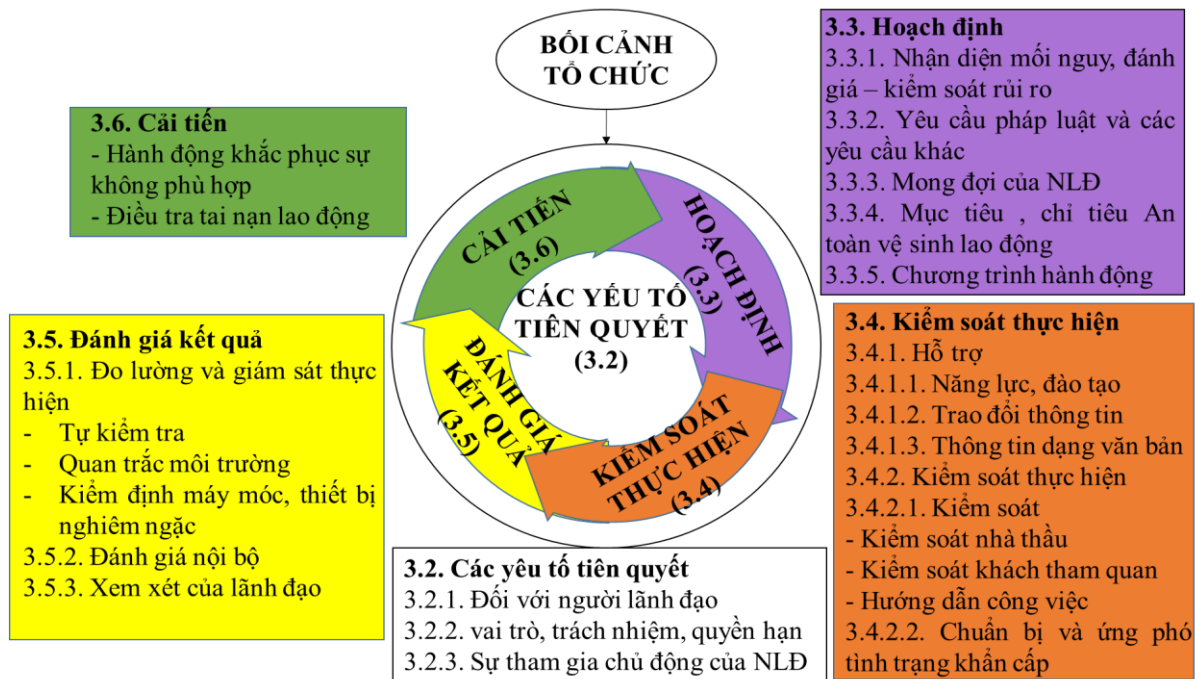 BỐI CẢNH
TỔ CHỨC
3.3. Hoạch định
3.3.1. Nhận diện mối nguy, đánh
giá – kiểm soát rủi ro
3.3.2. Yêu cầu pháp luật và các
yêu cầu khác
3.3.3. Mong đợi của NLĐ
3.3.4. Mục tiêu , chỉ tiêu An
toàn vệ sinh lao động
3.3.5. Chương trình hành động
3.6. Cải tiến
- Hành động khắc phục sự
không phù hợp
- Điều tra tai nạn lao động
CẢI TIẾN
(3.6)
HOẠCH ĐỊNH
(3.3)
CÁC YẾU TỐ
TIÊN QUYẾT
(3.2)
ĐÁNH GIÁ
KẾT QUẢ
(3.5)
KIỂM SOÁT
THỰC HIỆN
(3.4)
3.5. Đánh giá kết quả
3.5.1. Đo lường và giám sát thực
hiện
- Tự kiểm tra
- Quan trắc môi trường
- Kiểm định máy móc, thiết bị
nghiêm ngặc
3.5.2. Đánh giá nội bộ
3.5.3. Xem xét của lãnh đạo
3.4. Kiểm soát thực hiện
3.4.1. Hỗ trợ
3.4.1.1. Năng lực, đào tạo
3.4.1.2. Trao đổi thông tin
3.4.1.3. Thông tin dạng văn bản
3.4.2. Kiểm soát thực hiện
3.4.2.1. Kiểm soát
- Kiểm soát nhà thầu
- Kiểm soát khách tham quan
- Hướng dẫn công việc
3.4.2.2. Chuẩn bị và ứng phó
tình trạng khẩn cấp
3.2. Các yêu tố tiên quyết
3.2.1. Đối với người lãnh đạo
3.2.2. vai trò, trách nhiệm, quyền hạn
3.2.3. Sự tham gia chủ động của NLĐ